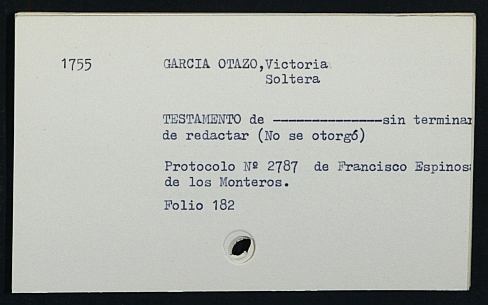 1755
GARCIA OTAZO, Victoria
Soltera
TESTAMENTO de ---------------sin terminar
de redactar (No se otorgó)
Protocolo Nº 2787 de Francisco Espinos
de los Monteros.
Folio 182